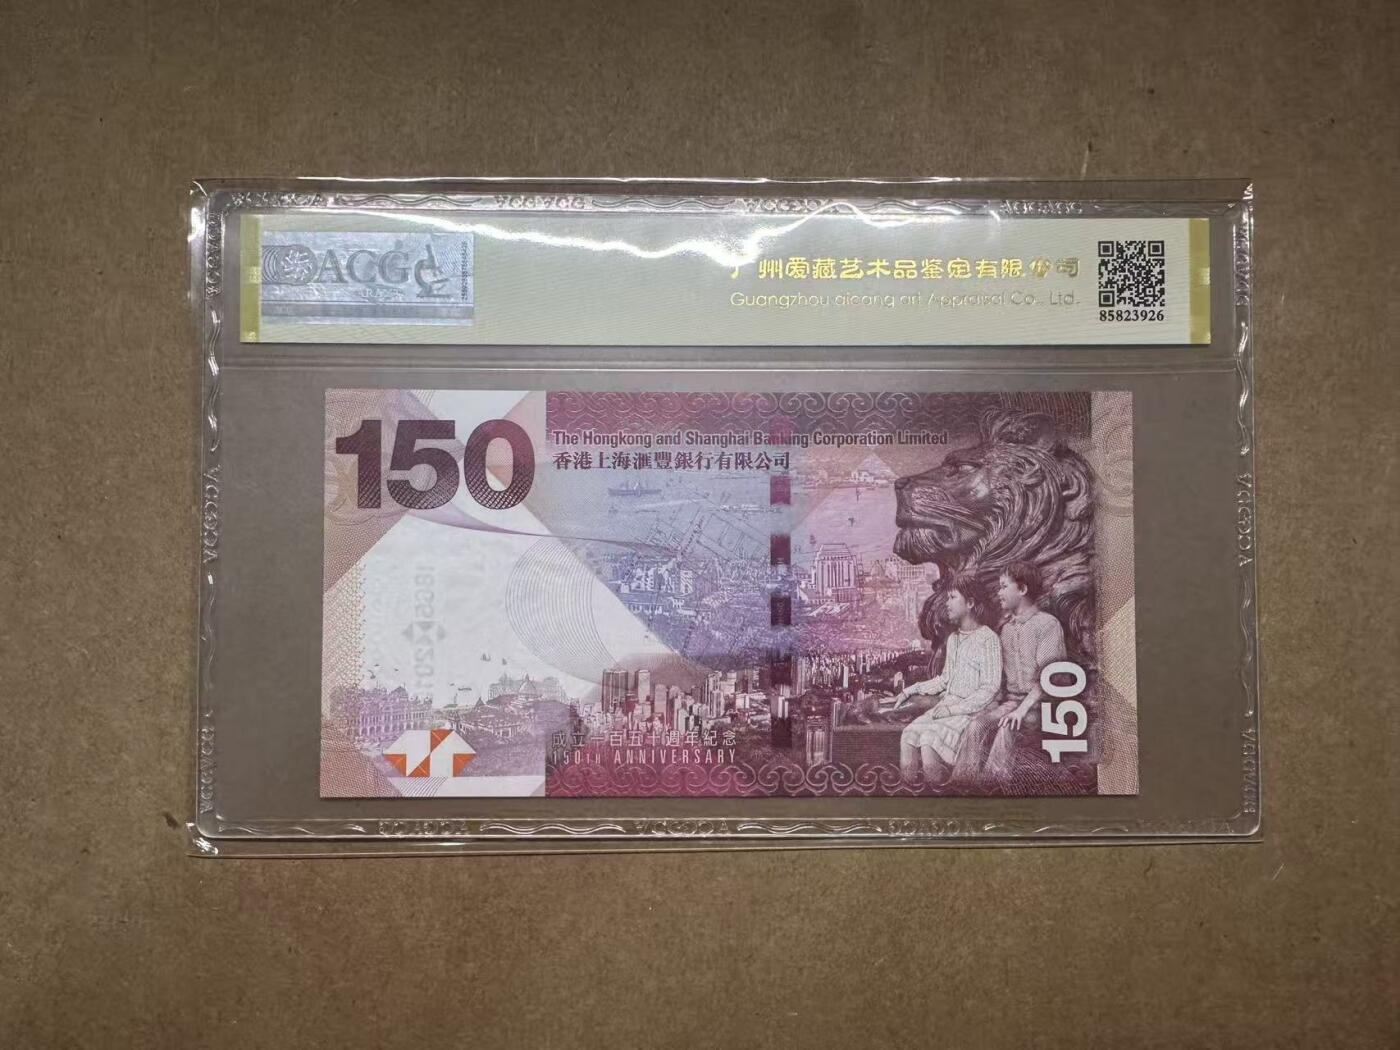 ACG
广州爱藏艺术品鉴定有限公司
Guangzhou aicang art Appraisal Co., Ltd.
85823926
150
The Hongkong and Shanghai Banking Corporation Limited
香港上海滙豐銀行有限公司
成立一百五十週年紀念
150TH ANNIVERSARY
150